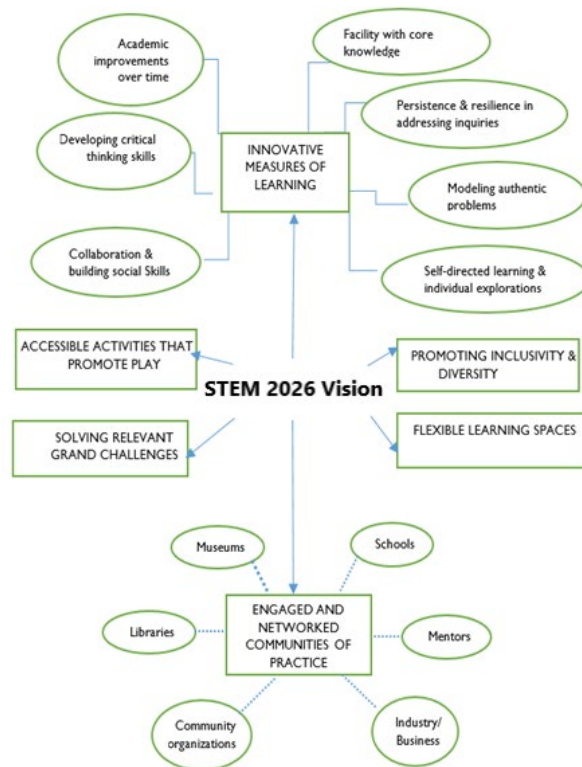 Academic
improvements
over time
Facility with core
knowledge
Persistence & resilience in
addressing inquiries
Developing critical
thinking skills
INNOVATIVE
MEASURES OF
LEARNING
Modeling authentic
problems
Collaboration &
building social Skills
Self-directed learning &
individual explorations
ACCESSIBLE ACTIVITIES THAT
PROMOTE PLAY
PROMOTING INCLUSIVITY &
DIVERSITY
STEM 2026 Vision
SOLVING RELEVANT
GRAND CHALLENGES
FLEXIBLE LEARNING SPACES
Museums
Schools
Libraries
ENGAGED AND
NETWORKED
COMMUNITIES OF
PRACTICE
Mentors
Community
organizations
Industry/
Business